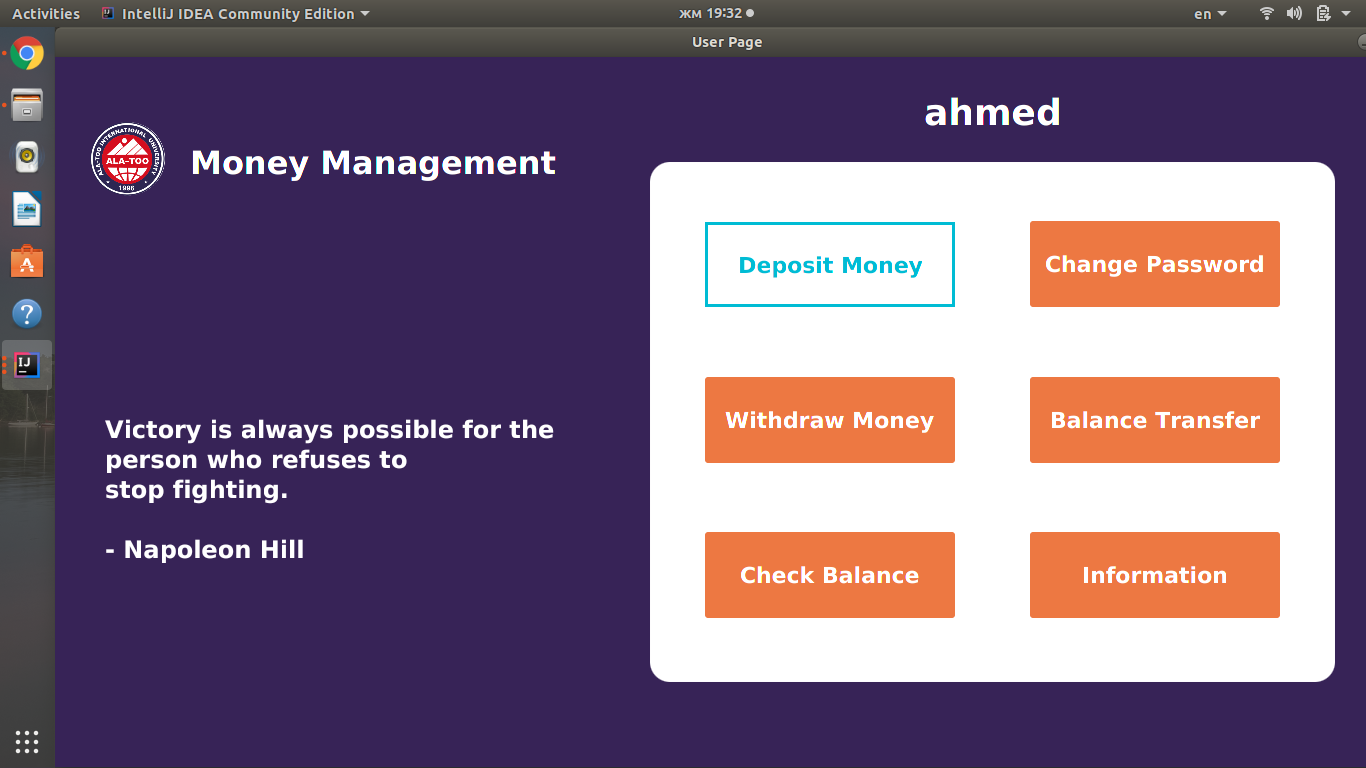 Activities
IntelliJ IDEA Community Edition
жм 19:32
en
User Page
ALA-TOO INTERNATIONAL UNIVERSITY
ALA-TOO
1996
Money Management
ahmed
Deposit Money
Change Password
Withdraw Money
Balance Transfer
Check Balance
Information
Victory is always possible for the
person who refuses to
stop fighting.
- Napoleon Hill
IJ